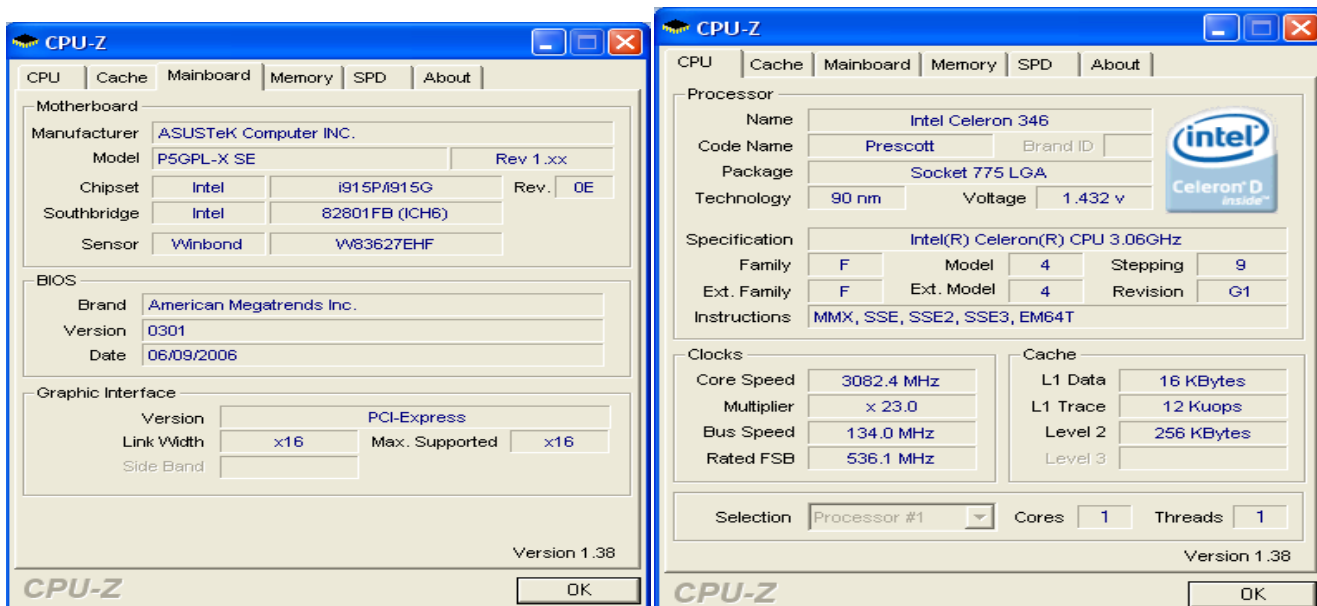 CPU-Z
CPU Cache Mainboard Memory SPD About
Motherboard
Manufacturer ASUSTeK Computer INC.
Model P5GPL-X SE Rev 1.xx
Chipset Intel i915P/i915G Rev. 0E
Southbridge Intel 82801FB (ICH6)
Sensor Winbond W83627EHF
BIOS
Brand American Megatrends Inc.
Version 0301
Date 06/09/2006
Graphic Interface
Version PCI-Express
Link Width x16 Max. Supported x16
Side Band
Version 1.38
CPU-Z OK
CPU-Z
CPU Cache Mainboard Memory SPD About
Processor
Name Intel Celeron 346
Code Name Prescott Brand ID
Package Socket 775 LGA
Technology 90 nm Voltage 1.432 v
intel
Celeron D
inside™
Specification Intel(R) Celeron(R) CPU 3.06GHz
Family F Model 4 Stepping 9
Ext. Family F Ext. Model 4 Revision G1
Instructions MMX, SSE, SSE2, SSE3, EM64T
Clocks
Core Speed 3082.4 MHz
Multiplier x 23.0
Bus Speed 134.0 MHz
Rated FSB 536.1 MHz
Cache
L1 Data 16 KBytes
L1 Trace 12 Kuops
Level 2 256 KBytes
Level 3
Selection Processor #1 Cores 1 Threads 1
Version 1.38
CPU-Z OK